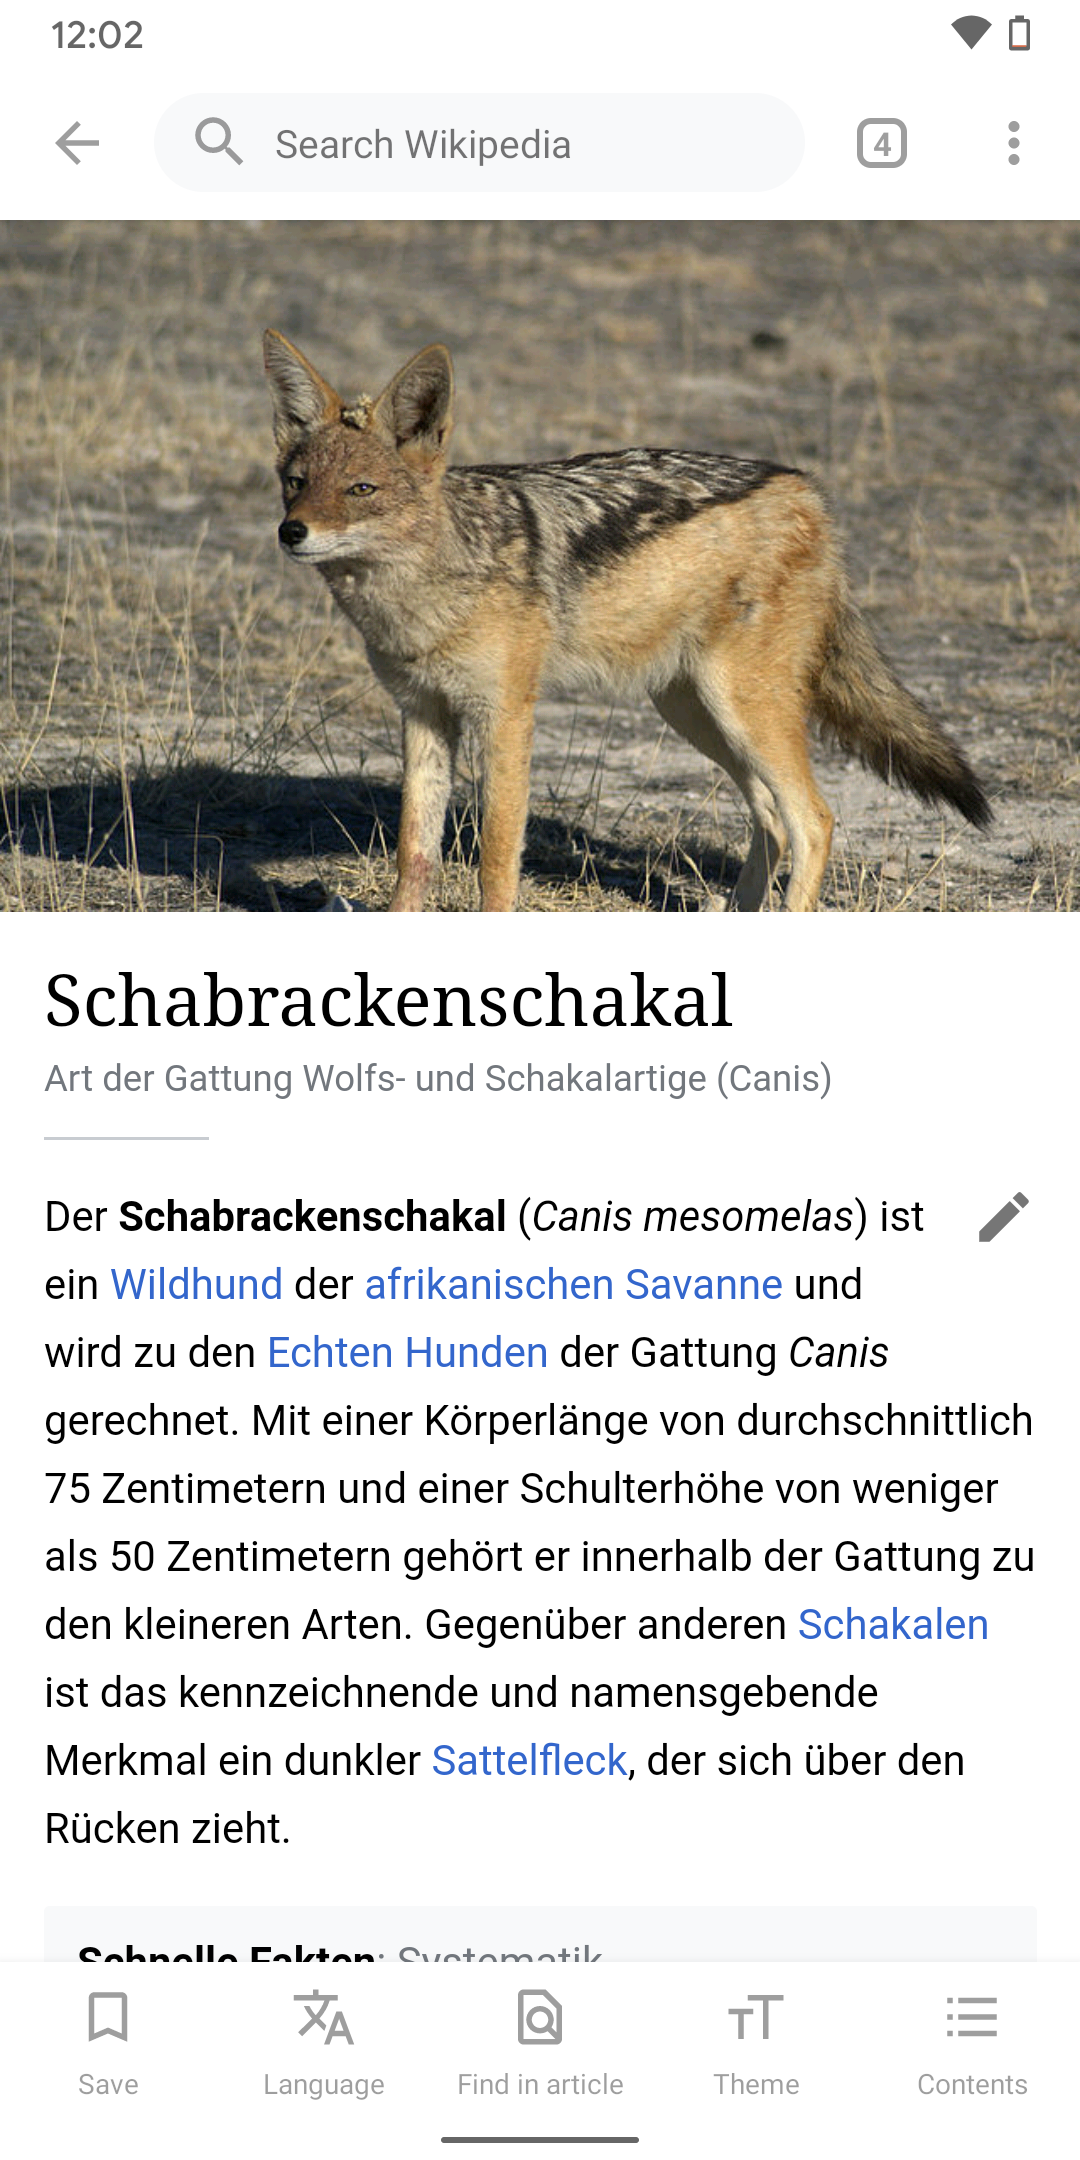 12:02
Search Wikipedia
4
Schabrackenschakal
Art der Gattung Wolfs- und Schakalartige (Canis)
Der Schabrackenschakal (Canis mesomelas) ist
ein Wildhund der afrikanischen Savanne und
wird zu den Echten Hunden der Gattung Canis
gerechnet. Mit einer Körperlänge von durchschnittlich
75 Zentimetern und einer Schulterhöhe von weniger
als 50 Zentimetern gehört er innerhalb der Gattung zu
den kleineren Arten. Gegenüber anderen Schakalen
ist das kennzeichnende und namensgebende
Merkmal ein dunkler Sattelfleck, der sich über den
Rücken zieht.
Schnelle Fakten: Systematik
Save
Language
Find in article
Theme
Contents